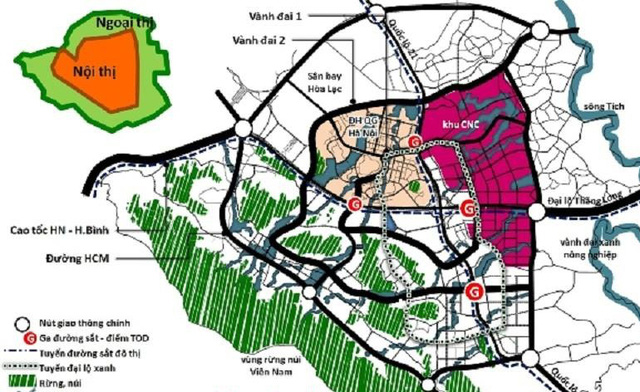 Ngoại thị
Nội thị
Vành đai 1
Vành đai 2
Quốc lộ 21
Sân bay
Hòa Lạc
ĐH QG
Hà Nội
khu CNC
sông Tích
G
G
G
G
Đại lộ Thăng Long
Cao tốc HN - H.Bình
Đường HCM
vành đai xanh
nông nghiệp
vùng rừng núi
Viên Nam
Quốc lộ
Nút giao thông chính
G
Ga đường sắt - điểm TOD
Tuyến đường sắt đô thị
Tuyến đại lộ xanh
Rừng, núi